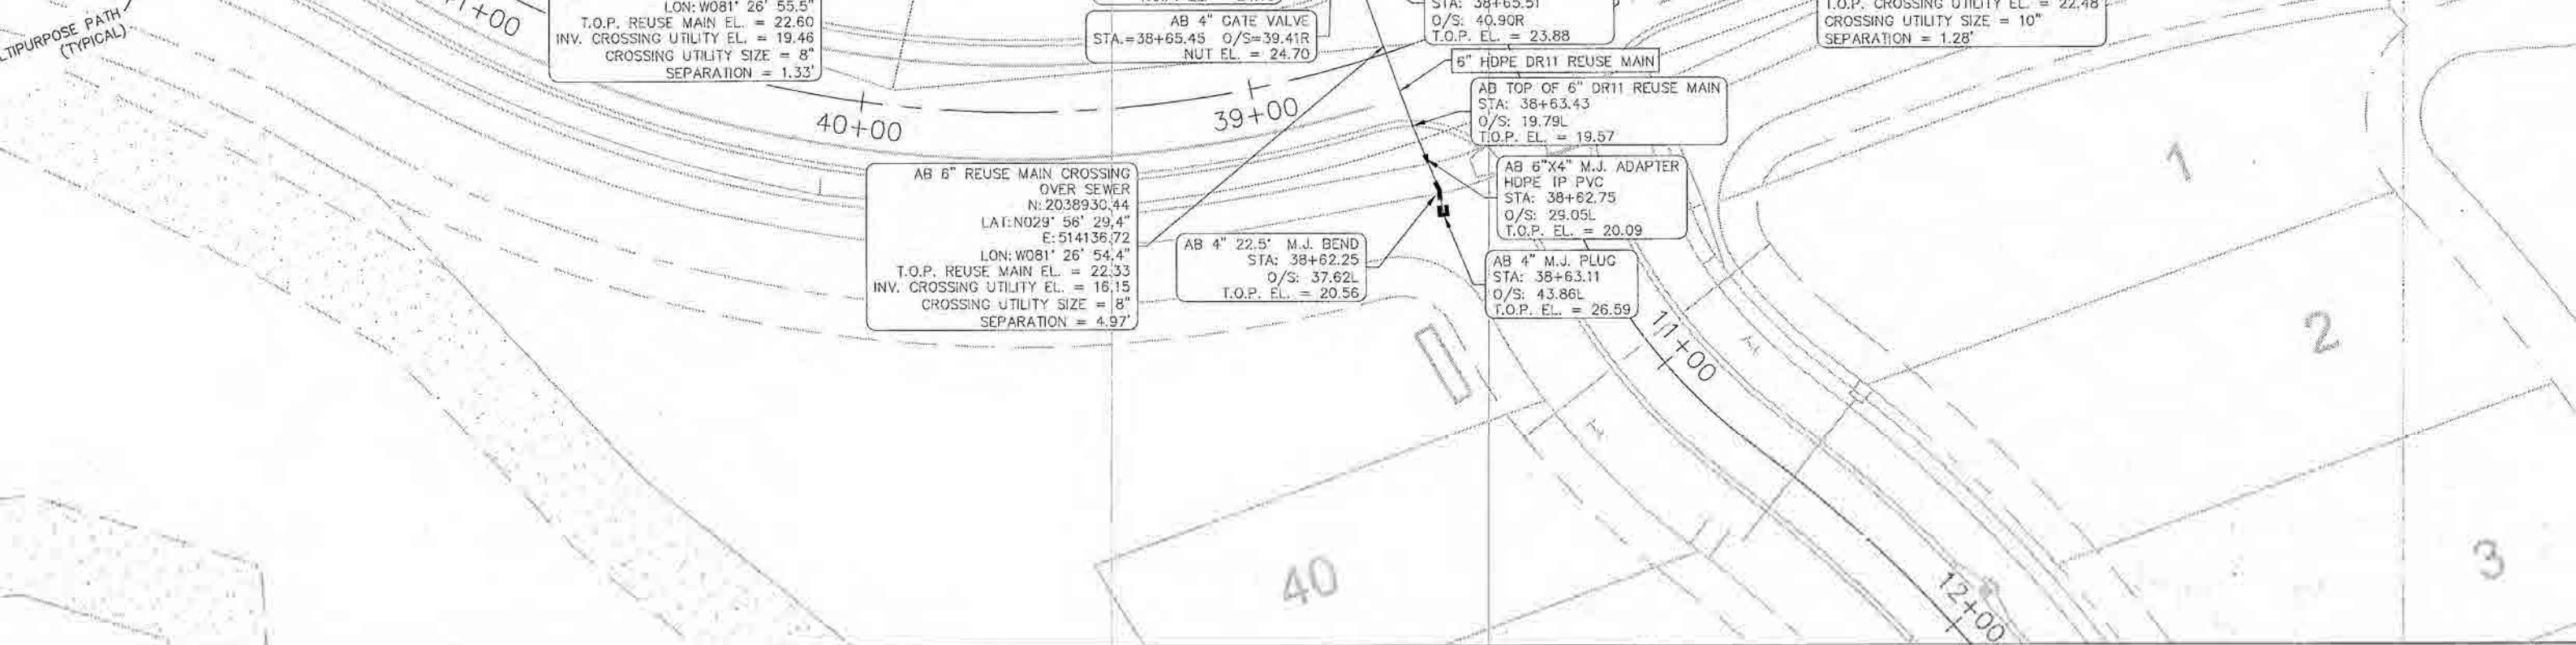 11+00
LTIPURPOSE PATH
(TYPICAL)
LON: W081° 26' 55.5"
T.O.P. REUSE MAIN EL. = 22.60
INV. CROSSING UTILITY EL. = 19.46
CROSSING UTILITY SIZE = 8"
SEPARATION = 1.33'
AB 4" GATE VALVE
STA.=38+65.45 O/S=39.41R
NUT EL. = 24.70
STA: 38+65.51
O/S: 40.90R
T.O.P. EL. = 23.88
T.O.P. CROSSING UTILITY EL. = 22.48
CROSSING UTILITY SIZE = 10"
SEPARATION = 1.28'
6" HDPE DR11 REUSE MAIN
AB TOP OF 6" DR11 REUSE MAIN
STA: 38+63.43
O/S: 19.79L
T.O.P. EL. = 19.57
40+00
39+00
AB 6" REUSE MAIN CROSSING
OVER SEWER
N: 2038930.44
LAT: N029° 56' 29.4"
E: 514136.72
LON: W081° 26' 54.4"
T.O.P. REUSE MAIN EL. = 22.33
INV. CROSSING UTILITY EL. = 16.15
CROSSING UTILITY SIZE = 8"
SEPARATION = 4.97'
AB 6"X4" M.J. ADAPTER
HDPE IP PVC
STA: 38+62.75
O/S: 29.05L
T.O.P. EL. = 20.09
AB 4" 22.5° M.J. BEND
STA: 38+62.25
O/S: 37.62L
T.O.P. EL. = 20.56
AB 4" M.J. PLUG
STA: 38+63.11
O/S: 43.86L
T.O.P. EL. = 26.59
1
2
11+00
40
3
12+00